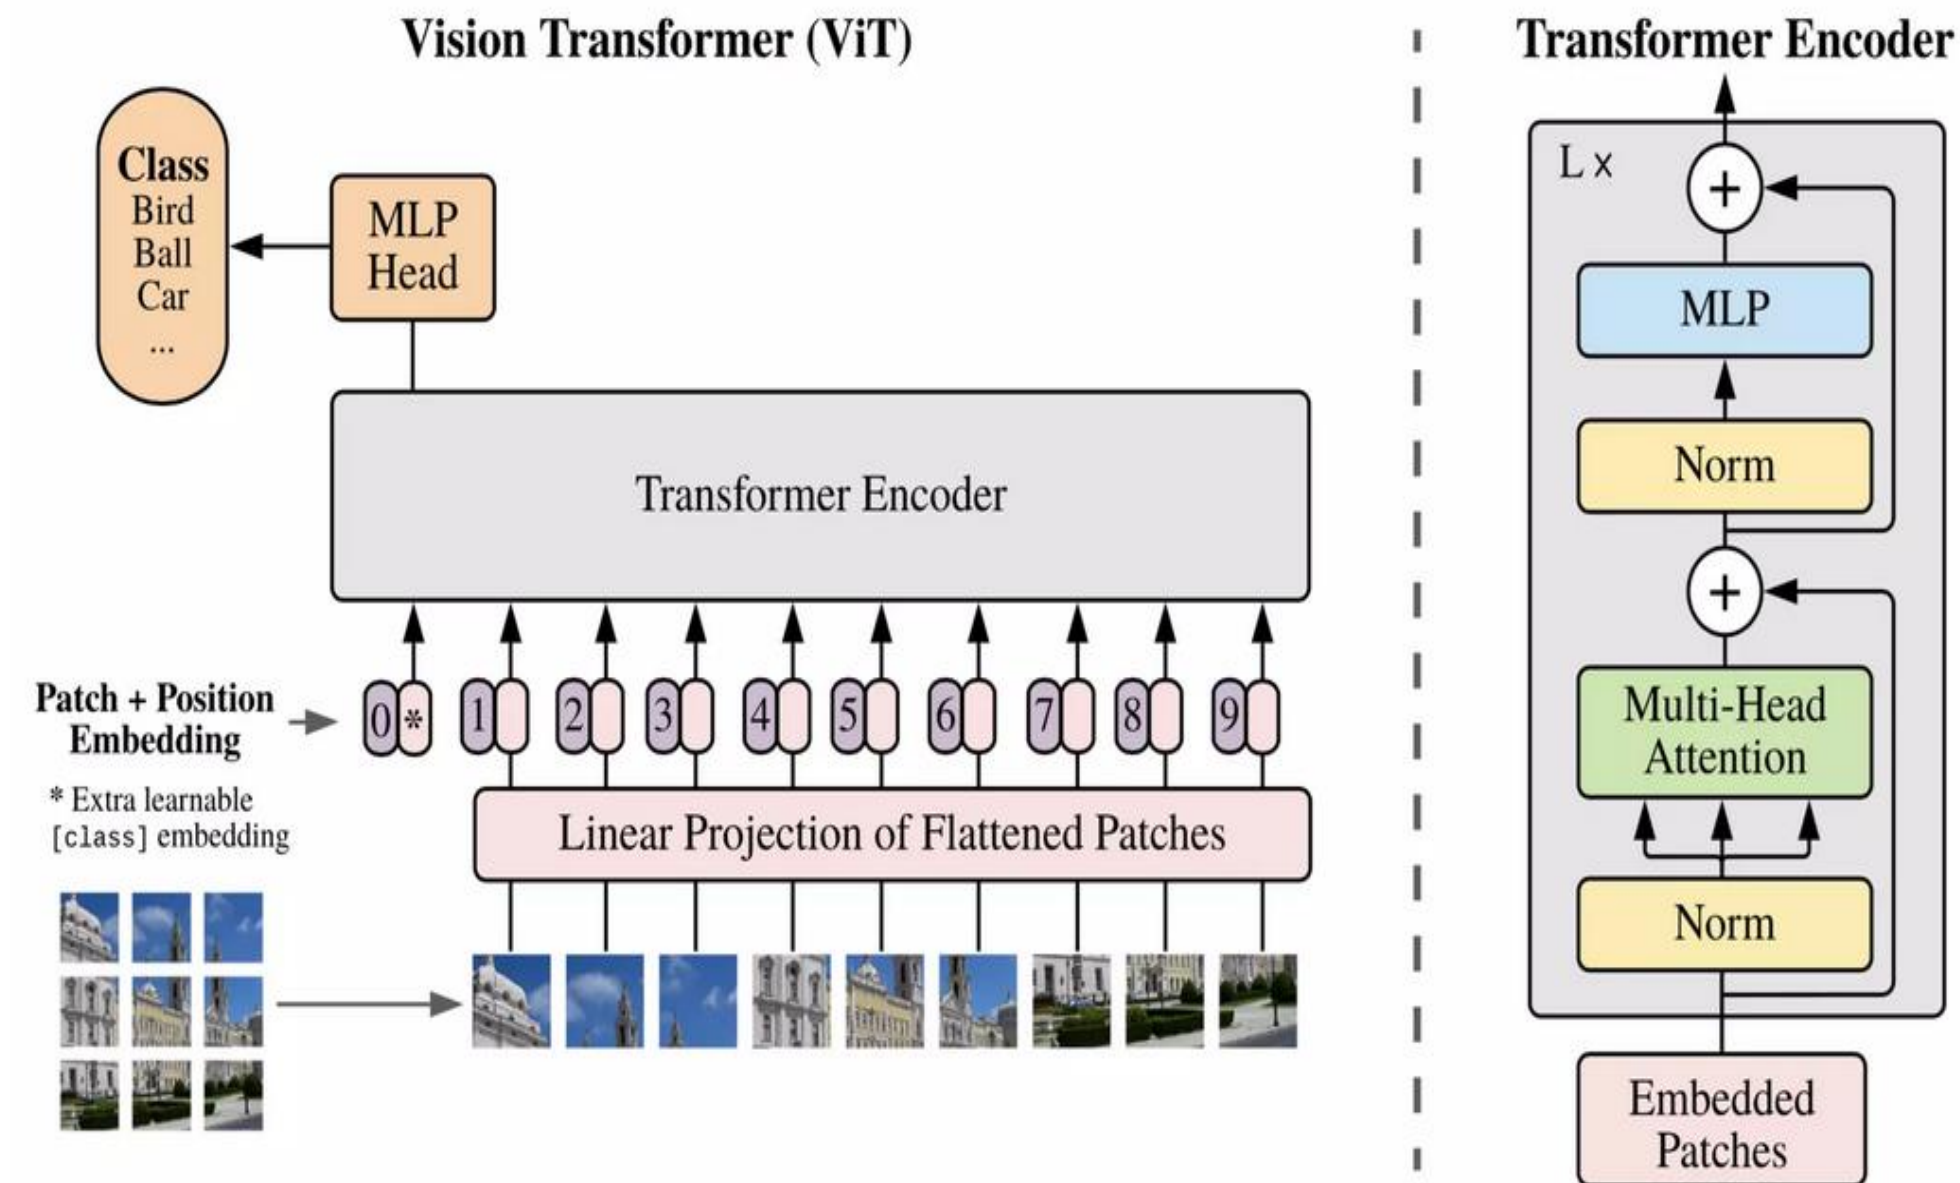 Vision Transformer (ViT)
Class
Bird
Ball
Car
...
MLP
Head
Transformer Encoder
Patch + Position
Embedding
* Extra learnable
[class] embedding
0 * 1 2 3 4 5 6 7 8 9
Linear Projection of Flattened Patches
Transformer Encoder
L x
+
MLP
Norm
+
Multi-Head
Attention
Norm
Embedded
Patches